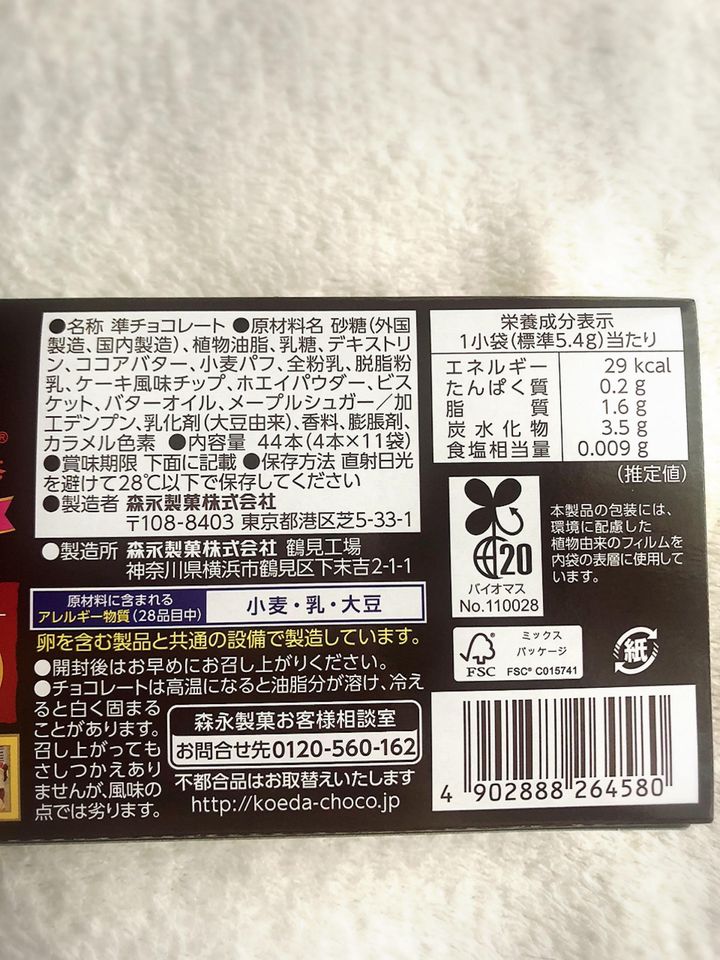 ●名称 準チョコレート ●原材料名 砂糖(外国
製造、国内製造)、植物油脂、乳糖、デキストリ
ン、ココアバター、小麦パフ、全粉乳、脱脂粉
乳、ケーキ風味チップ、ホエイパウダー、ビス
ケット、バターオイル、メープルシュガー/加
工デンプン、乳化剤(大豆由来)、香料、膨脹剤、
カラメル色素 ●内容量 44本(4本×11袋)
●賞味期限 下面に記載 ●保存方法 直射日光
を避けて28℃以下で保存してください
●製造者 森永製菓株式会社
〒108-8403 東京都港区芝5-33-1
●製造所 森永製菓株式会社 鶴見工場
神奈川県横浜市鶴見区下末吉2-1-1
原材料に含まれる
アレルギー物質(28品目中)
小麦・乳・大豆
卵を含む製品と共通の設備で製造しています。
●開封後はお早めにお召し上がりください。
●チョコレートは高温になると油脂分が溶け、冷え
ると白く固まる
ことがあります。
召し上がっても
さしつかえあり
ませんが、風味の
点では劣ります。
森永製菓お客様相談室
お問合せ先0120-560-162
不都合品はお取替えいたします
http://koeda-choco.jp
栄養成分表示
1小袋(標準5.4g)当たり
エネルギー 29 kcal
たんぱく質 0.2 g
脂質 1.6 g
炭水化物 3.5 g
食塩相当量 0.009 g
(推定値)
20
バイオマス
No.110028
本製品の包装には、
環境に配慮した
植物由来のフィルムを
内袋の表層に使用して
います。
FSC
ミックス
パッケージ
FSC® C015741
紙
4 902888 264580
®